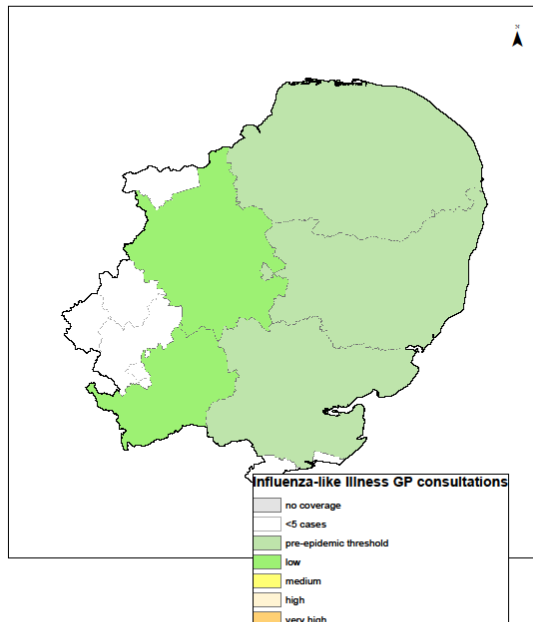 N
Influenza-like Illness GP consultations
no coverage
<5 cases
pre-epidemic threshold
low
medium
high
very high